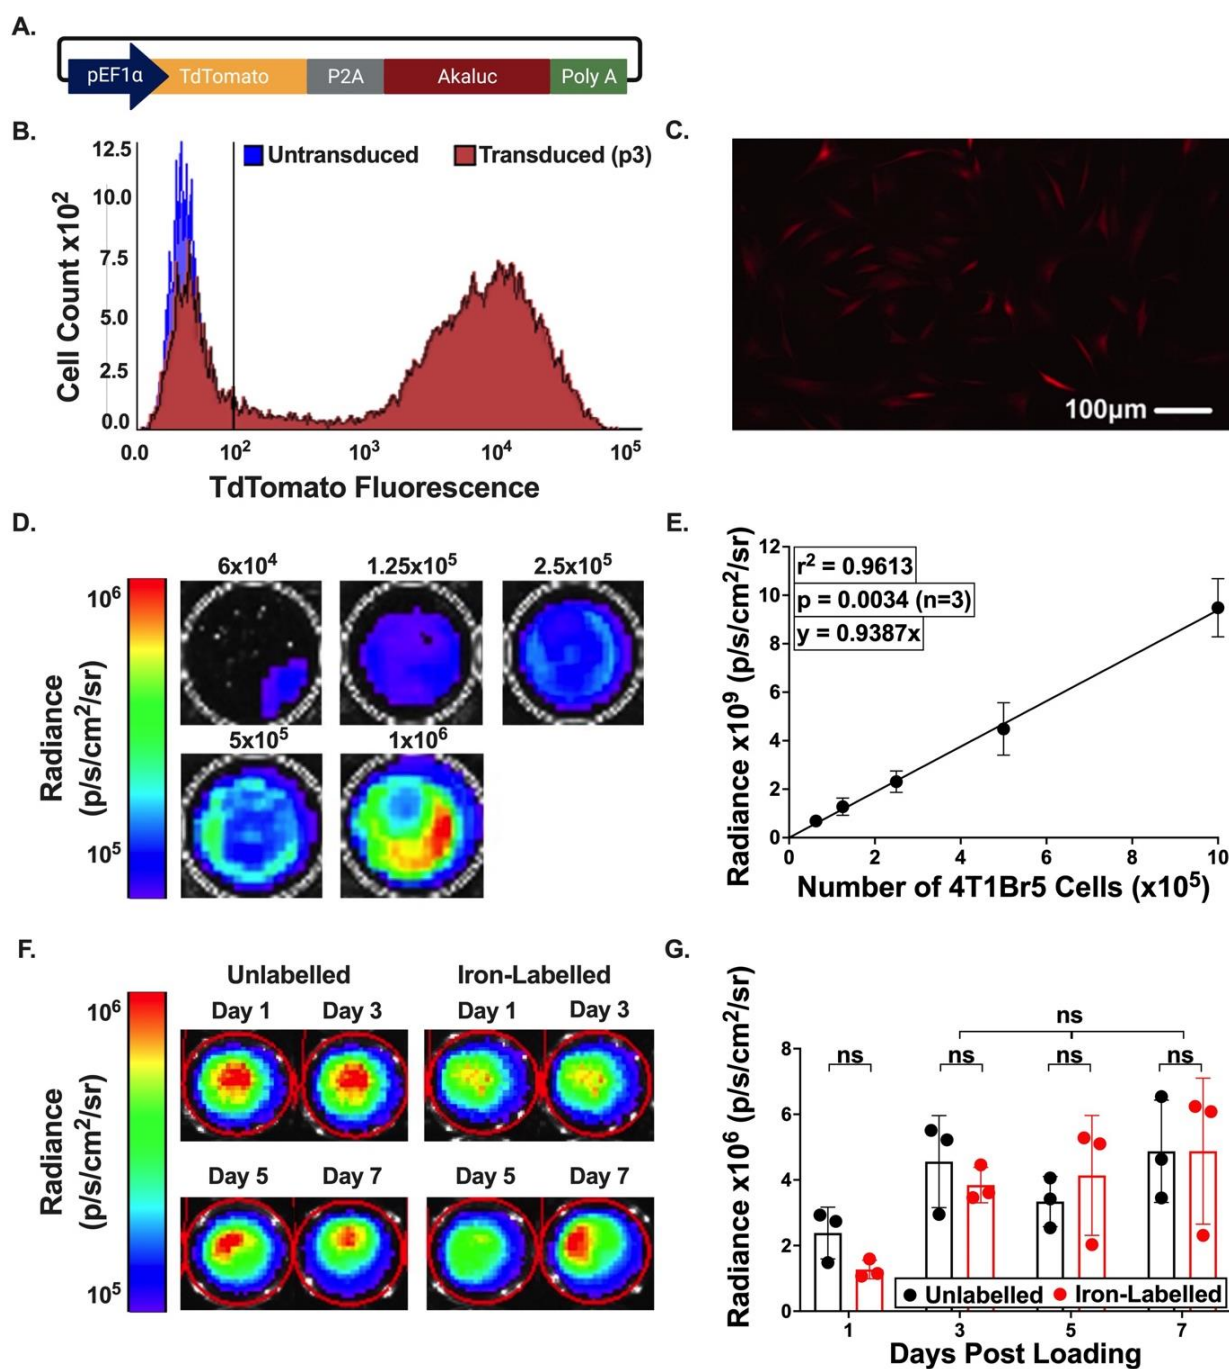 A.
pEF1α TdTomato P2A Akaluc Poly A
B.
Untransduced Transduced (p3)
Cell Count x10²
12.5
10.0
7.5
5.0
2.5
0.0
0.0 10² 10³ 10⁴ 10⁵
TdTomato Fluorescence
C.
100µm
D.
Radiance
(p/s/cm²/sr)
10⁶
10⁵
6x10⁴ 1.25x10⁵ 2.5x10⁵
5x10⁵ 1x10⁶
E.
Radiance x10⁹ (p/s/cm²/sr)
12
10
8
6
4
2
0
r² = 0.9613
p = 0.0034 (n=3)
y = 0.9387x
0 2 4 6 8 10
Number of 4T1Br5 Cells (x10⁵)
F.
Radiance
(p/s/cm²/sr)
10⁶
10⁵
Unlabelled Iron-Labelled
Day 1 Day 3 Day 1 Day 3
Day 5 Day 7 Day 5 Day 7
G.
Radiance x10⁶ (p/s/cm²/sr)
8
6
4
2
0
ns
ns ns ns ns
Unlabelled Iron-Labelled
1 3 5 7
Days Post Loading